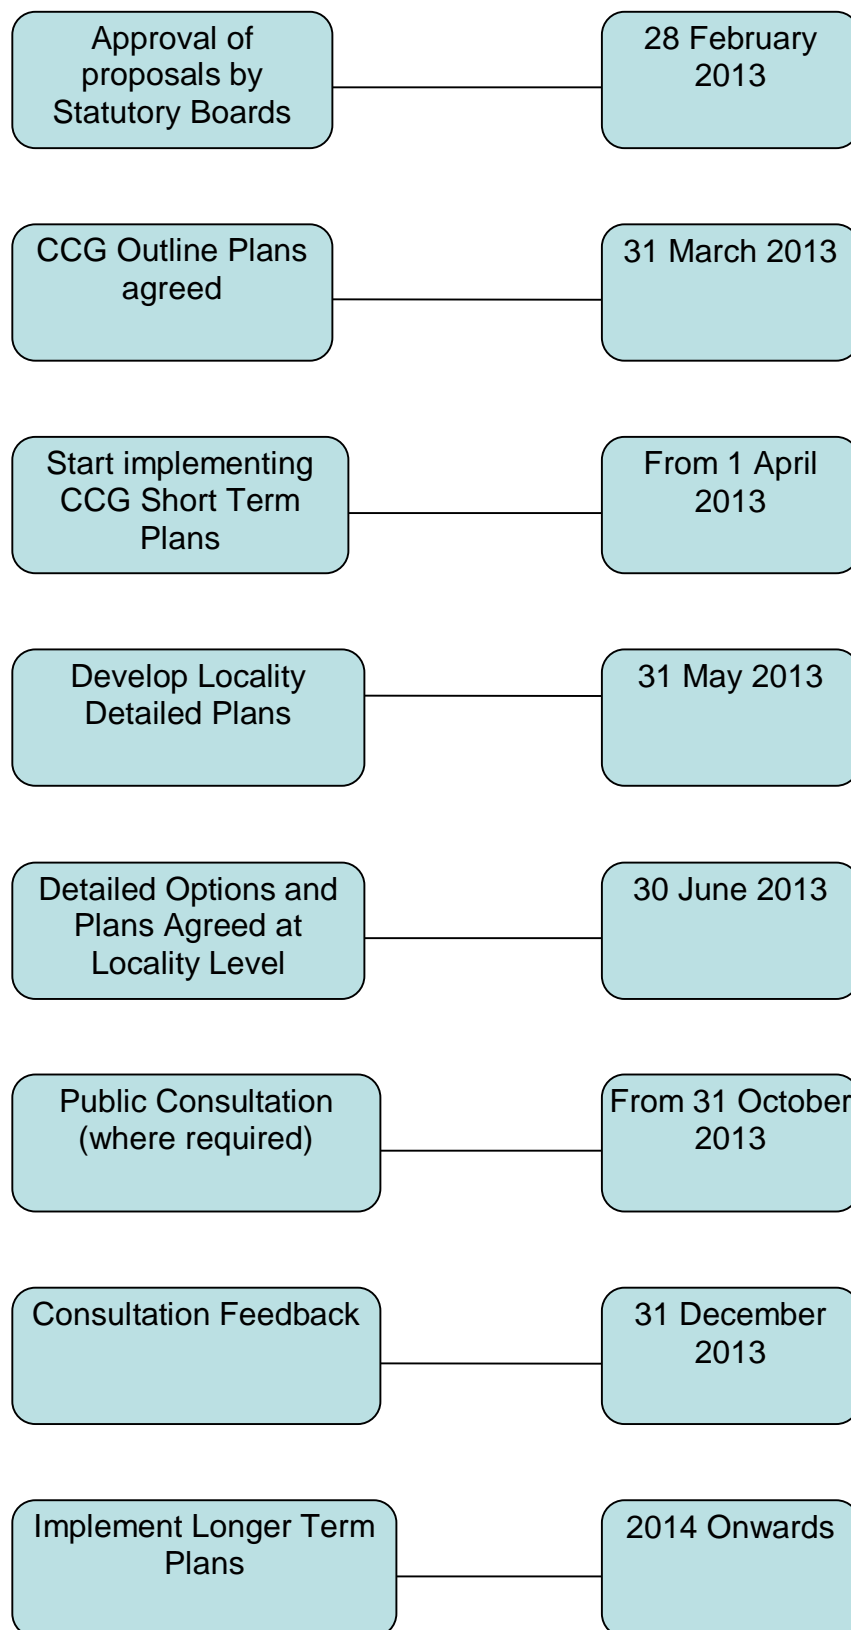 Approval of
proposals by
Statutory Boards
28 February
2013
CCG Outline Plans
agreed
31 March 2013
Start implementing
CCG Short Term
Plans
From 1 April
2013
Develop Locality
Detailed Plans
31 May 2013
Detailed Options and
Plans Agreed at
Locality Level
30 June 2013
Public Consultation
(where required)
From 31 October
2013
Consultation Feedback
31 December
2013
Implement Longer Term
Plans
2014 Onwards